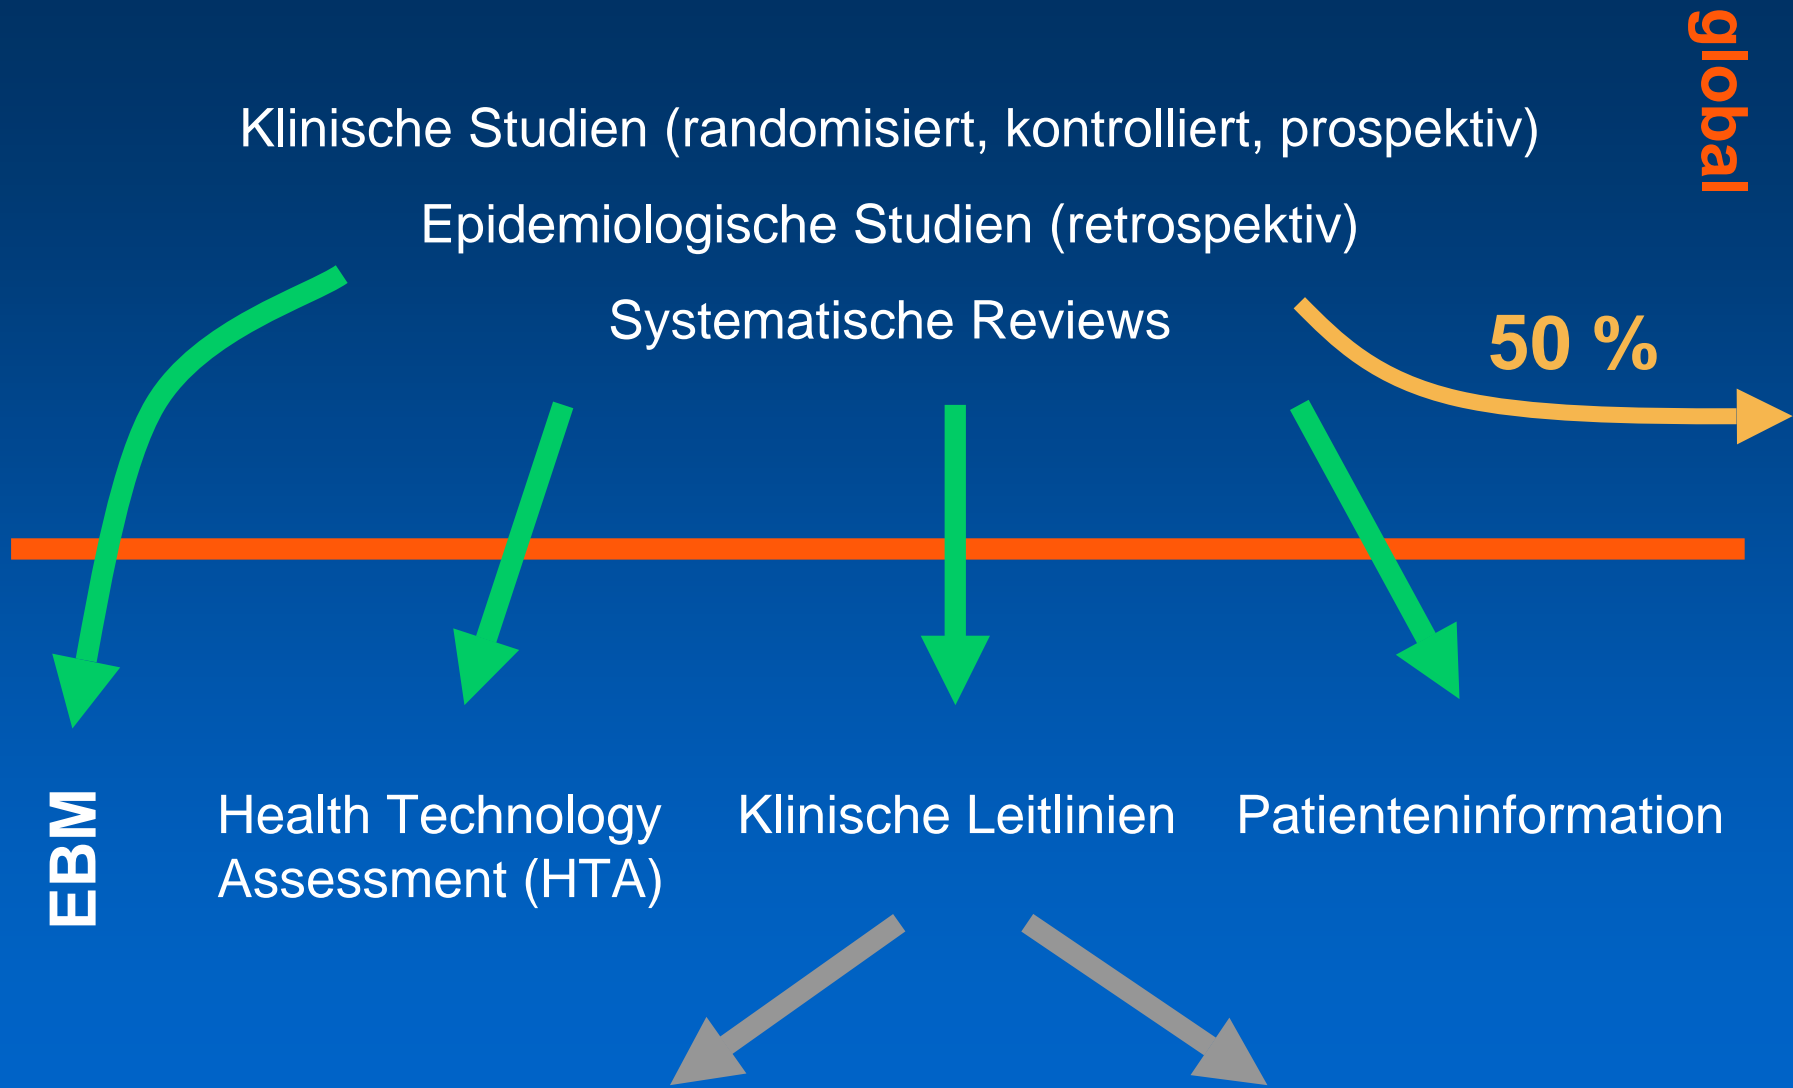 global
Klinische Studien (randomisiert, kontrolliert, prospektiv)
Epidemiologische Studien (retrospektiv)
Systematische Reviews
50 %
EBM
Health Technology
Assessment (HTA)
Klinische Leitlinien
Patienteninformation